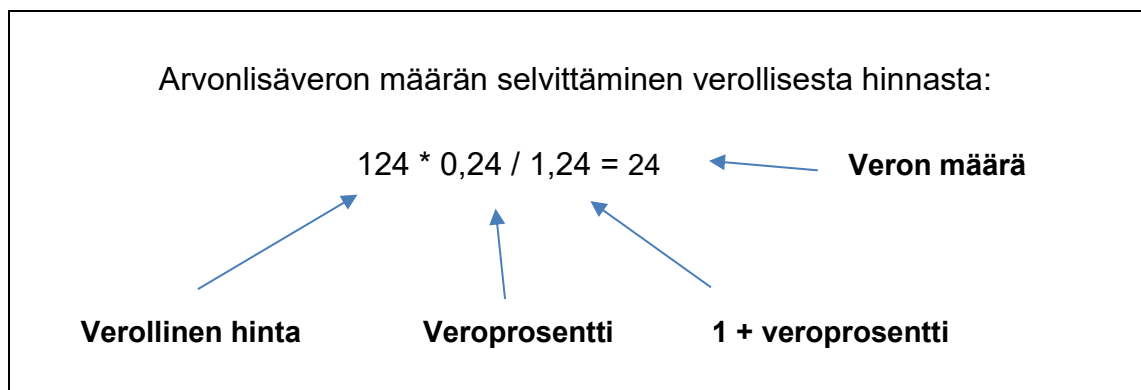 Arvonlisäveron määrän selvittäminen verollisesta hinnasta:
124 * 0,24 / 1,24 = 24 Veron määrä
Verollinen hinta Veroprosentti 1 + veroprosentti